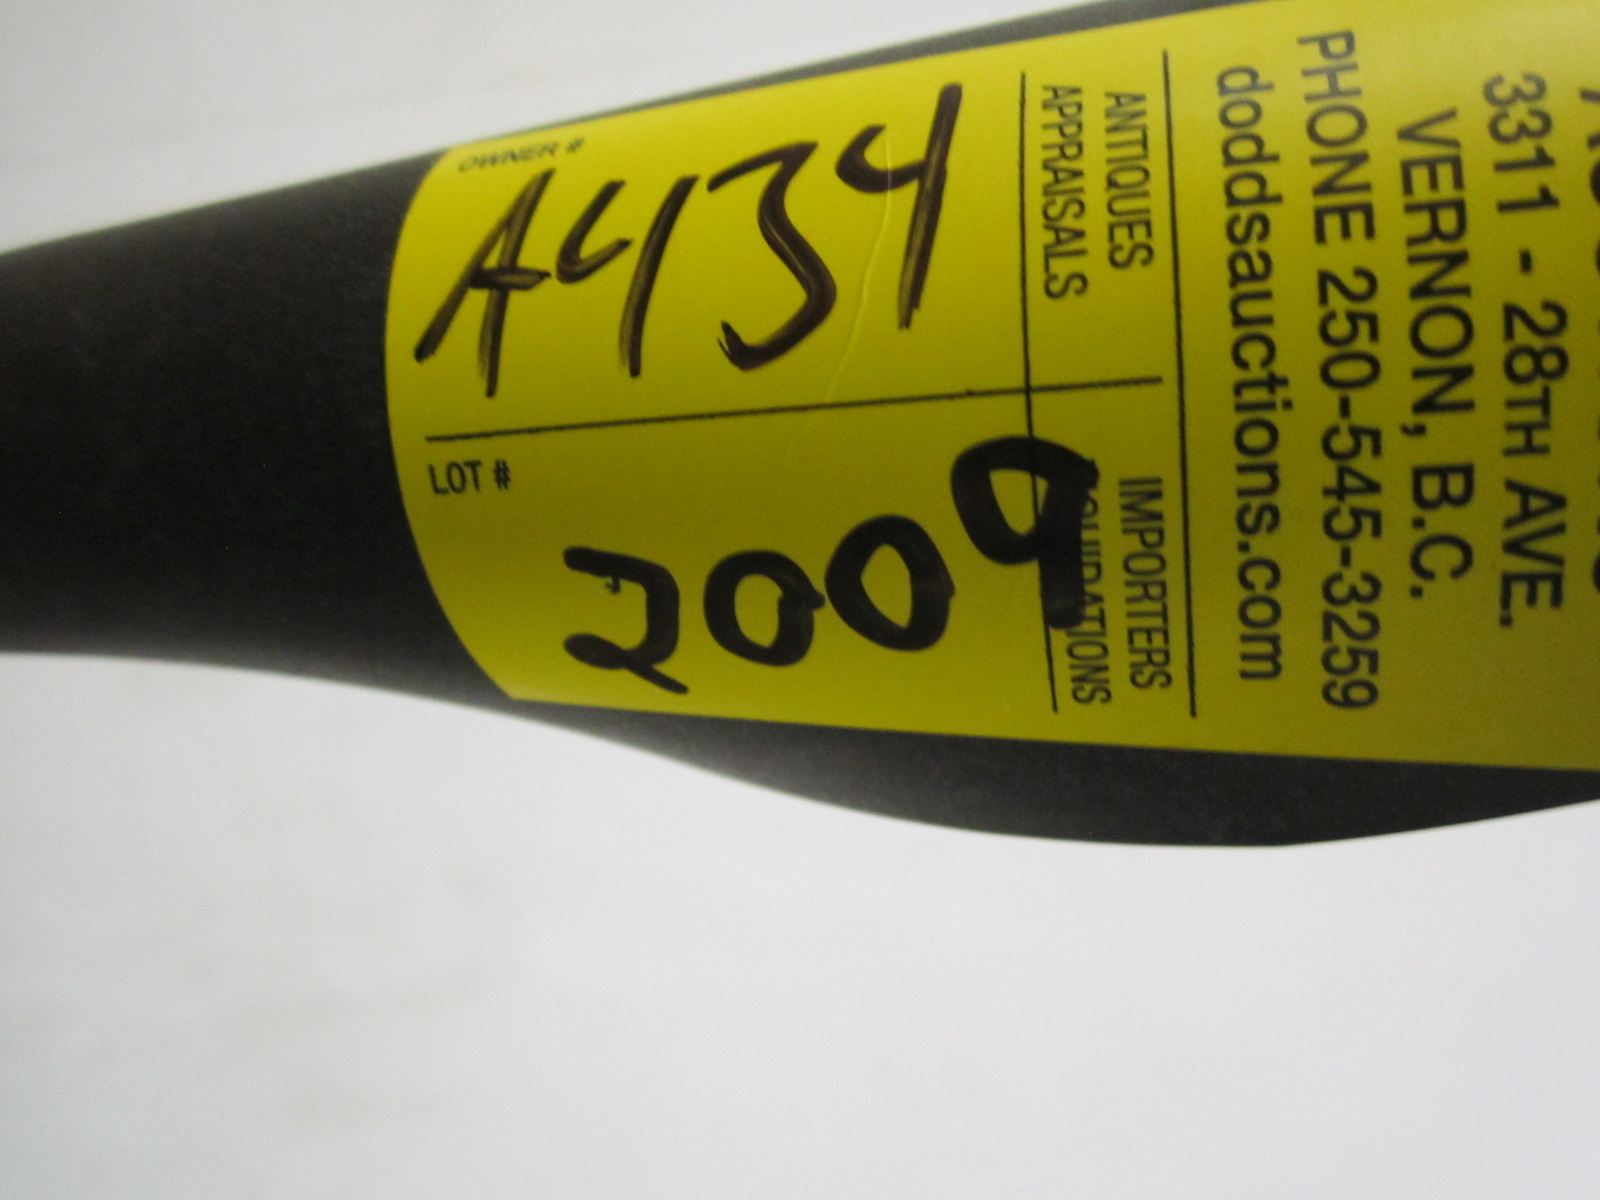 3311 - 28TH AVE.
VERNON, B.C.
PHONE 250-545-3259
doddsauctions.com
ANTIQUES IMPORTERS
APPRAISALS LIQUIDATIONS
OWNER #
A434
LOT #
2009